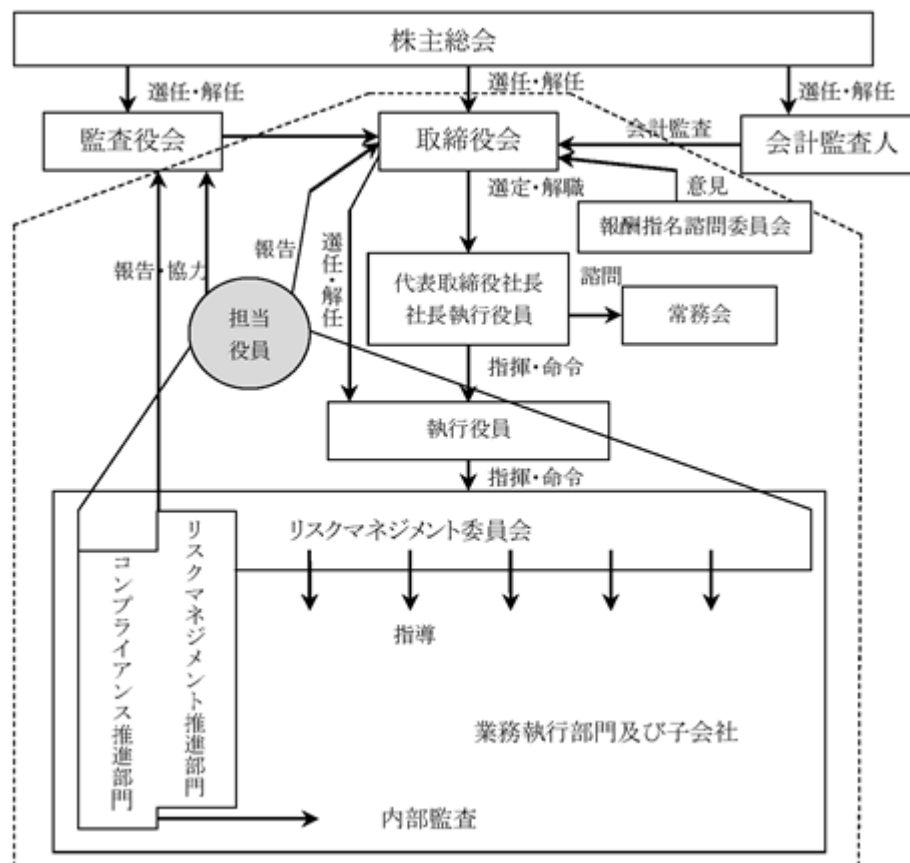 株主総会
選任・解任
選任・解任
選任・解任
監査役会
取締役会
会計監査
会計監査人
選定・解職
意見
報酬指名諮問委員会
報告
選任・解任
報告・協力
代表取締役社長
社長執行役員
諮問
常務会
担当
役員
指揮・命令
執行役員
指揮・命令
リスクマネジメント委員会
リスクマネジメント推進部門
コンプライアンス推進部門
指導
業務執行部門及び子会社
内部監査